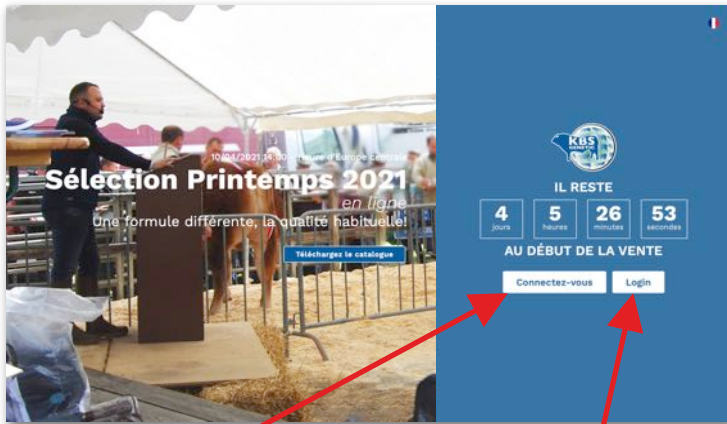 10/04/2021 14:00 - Heure d'Europe centrale
Sélection Printemps 2021
en ligne
Une formule différente, la qualité habituelle!
Téléchargez le catalogue
KBS
GENETIC
IL RESTE
4 5 26 53
jours heures minutes secondes
AU DÉBUT DE LA VENTE
Connectez-vous Login